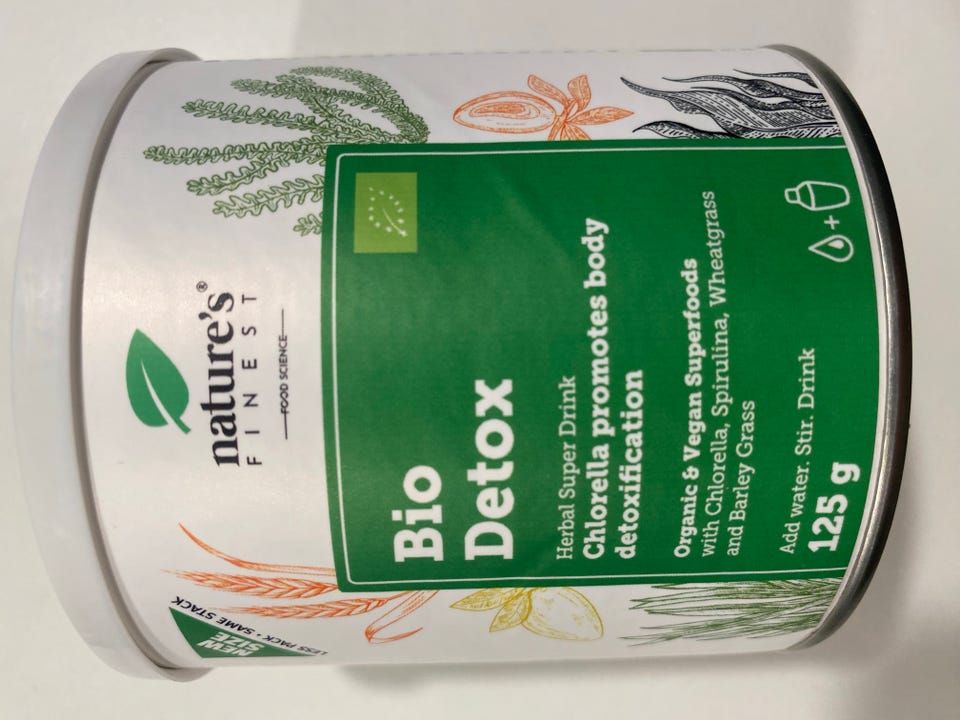 nature's®
FINEST
FOOD SCIENCE
NEW
SIZE
LESS PACK • SAME STACK
Bio
Detox
Herbal Super Drink
Chlorella promotes body
detoxification
Organic & Vegan Superfoods
with Chlorella, Spirulina, Wheatgrass
and Barley Grass
Add water. Stir. Drink
125 g